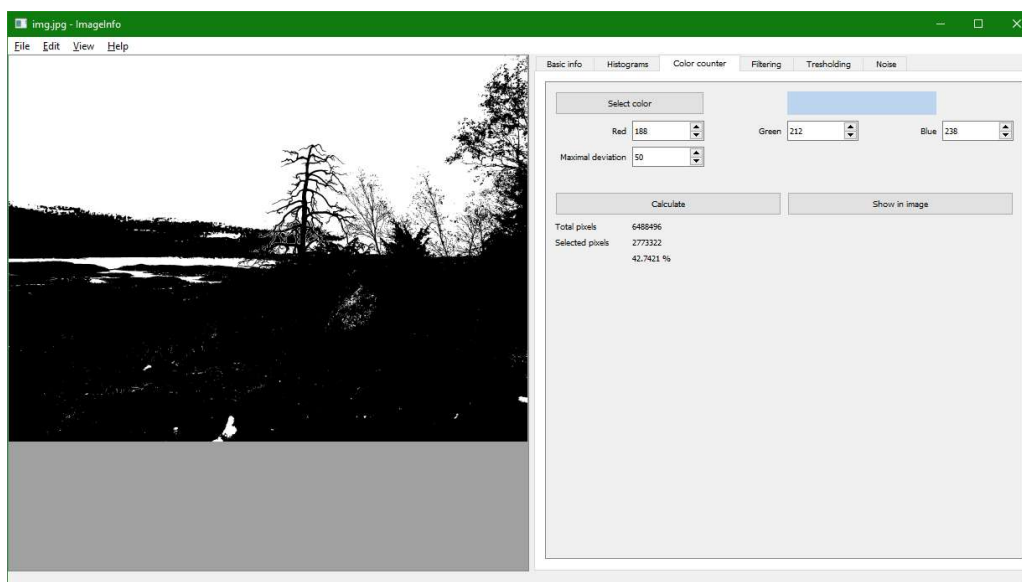 img.jpg - ImageInfo
File Edit View Help
Basic info Histograms Color counter Filtering Tresholding Noise
Select color
Red 188 Green 212 Blue 238
Maximal deviation 50
Calculate Show in image
Total pixels 6488496
Selected pixels 2773322
42.7421 %